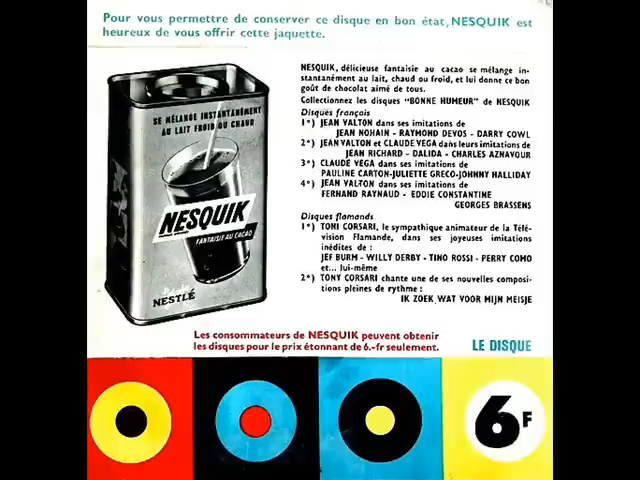 Pour vous permettre de conserver ce disque en bon état, NESQUIK est
heureux de vous offrir cette jaquette.
SE MÉLANGE INSTANTANÉMENT
AU LAIT FROID OU CHAUD
NESQUIK
FANTAISIE AU CACAO
NESTLÉ
NESQUIK, délicieuse fantaisie au cacao se mélange in-
stantanément au lait, chaud ou froid, et lui donne ce bon
goût de chocolat aimé de tous.
Collectionnez les disques "BONNE HUMEUR" de NESQUIK
Disques français
1°) JEAN VALTON dans ses imitations de
JEAN NOHAIN - RAYMOND DEVOS - DARRY COWL
2°) JEAN VALTON et CLAUDE VEGA dans leurs imitations de
JEAN RICHARD - DALIDA - CHARLES AZNAVOUR
3°) CLAUDE VEGA dans ses imitations de
PAULINE CARTON-JULIETTE GRECO-JOHNNY HALLIDAY
4°) JEAN VALTON dans ses imitations de
FERNAND RAYNAUD - EDDIE CONSTANTINE
GEORGES BRASSENS
Disques flamands
1°) TONI CORSARI, le sympathique animateur de la Télé-
vision Flamande, dans ses joyeuses imitations
inédites de :
JEF BURM - WILLY DERBY - TINO ROSSI - PERRY COMO
et... lui-même
2°) TONY CORSARI chante une de ses nouvelles composi-
tions pleines de rythme :
IK ZOEK WAT VOOR MIJN MEISJE
Les consommateurs de NESQUIK peuvent obtenir
les disques pour le prix étonnant de 6.-fr seulement.
LE DISQUE
6F